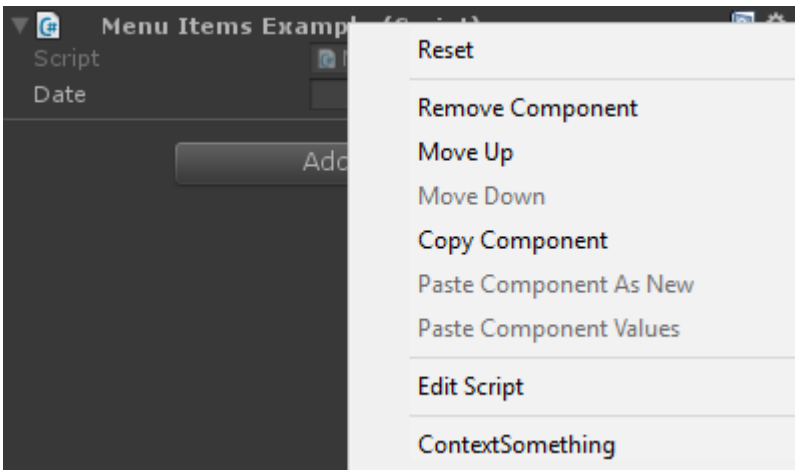 Menu Items Examp
Script
Date
Add
Reset
Remove Component
Move Up
Move Down
Copy Component
Paste Component As New
Paste Component Values
Edit Script
ContextSomething